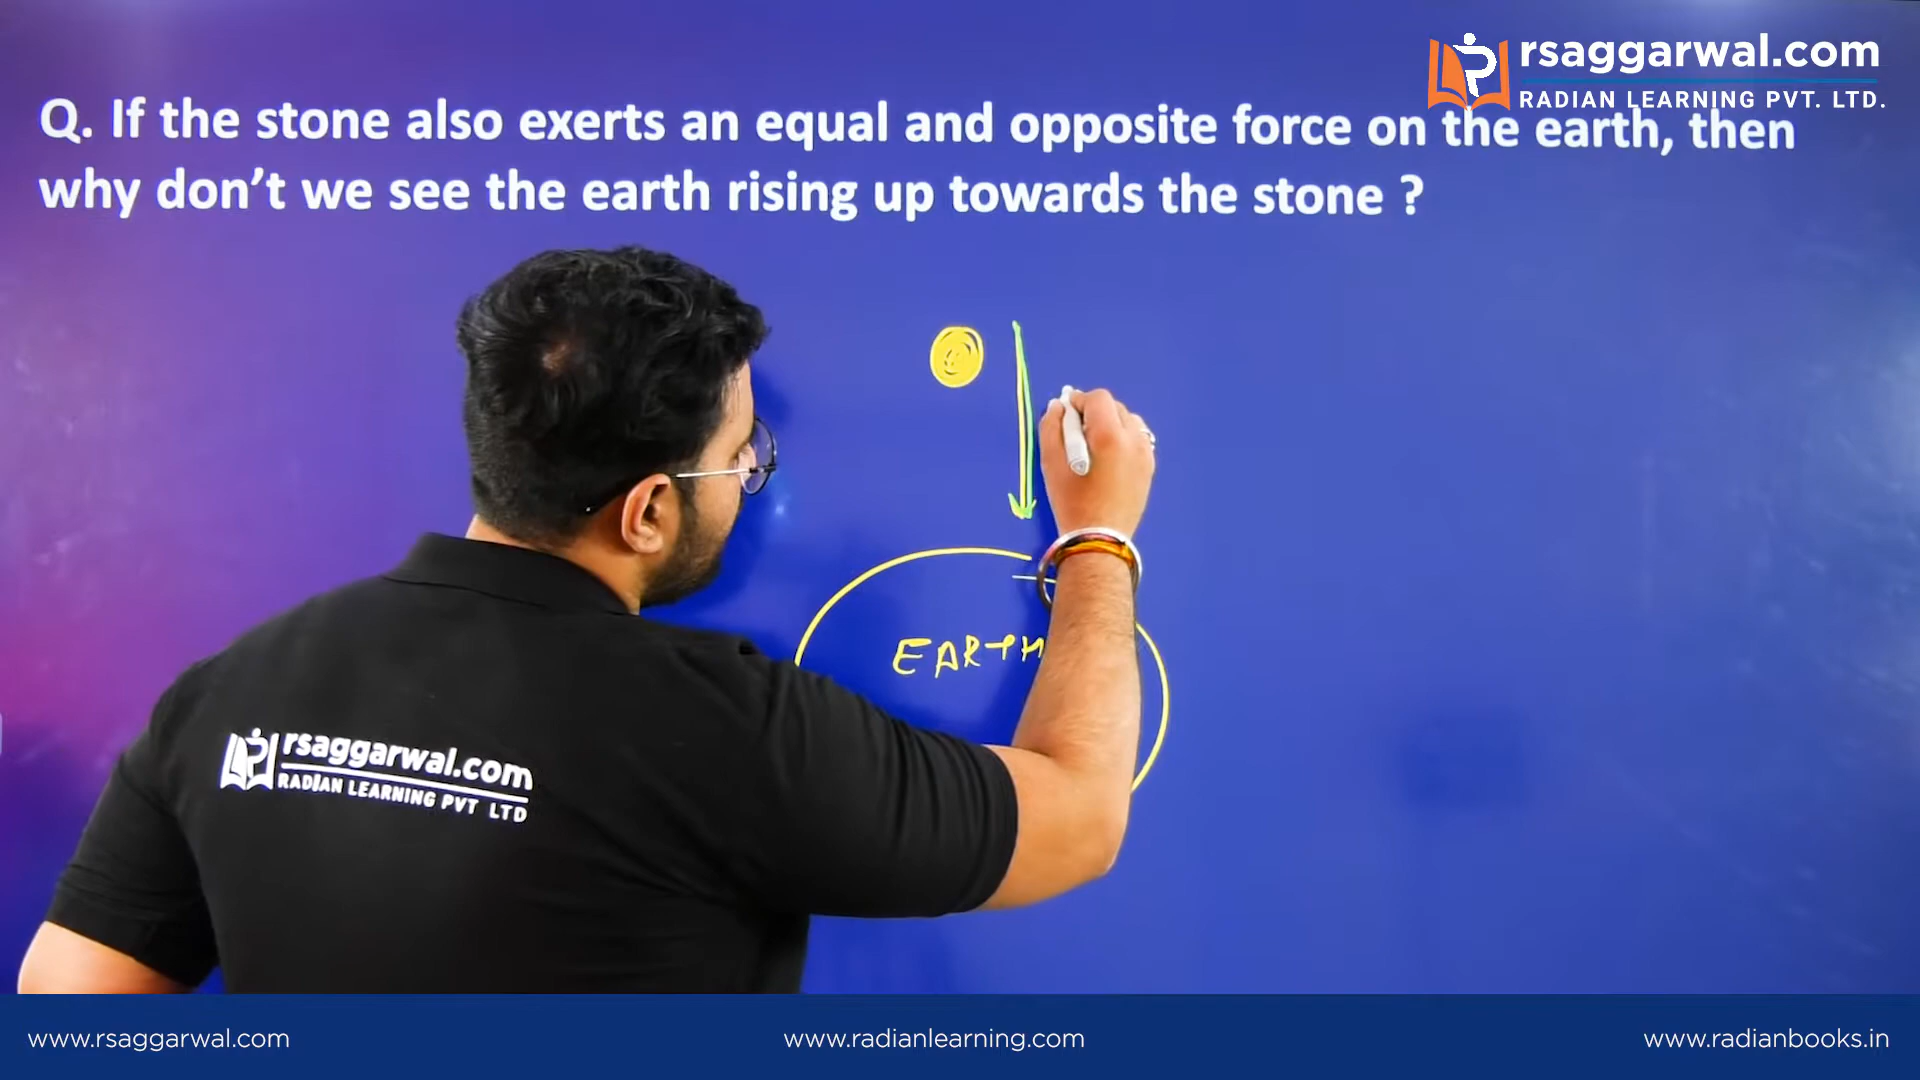 rsaggarwal.com
RADIAN LEARNING PVT. LTD.
Q. If the stone also exerts an equal and opposite force on the earth, then
why don’t we see the earth rising up towards the stone ?
EARTH
rsaggarwal.com
RADIAN LEARNING PVT LTD
www.rsaggarwal.com
www.radianlearning.com
www.radianbooks.in